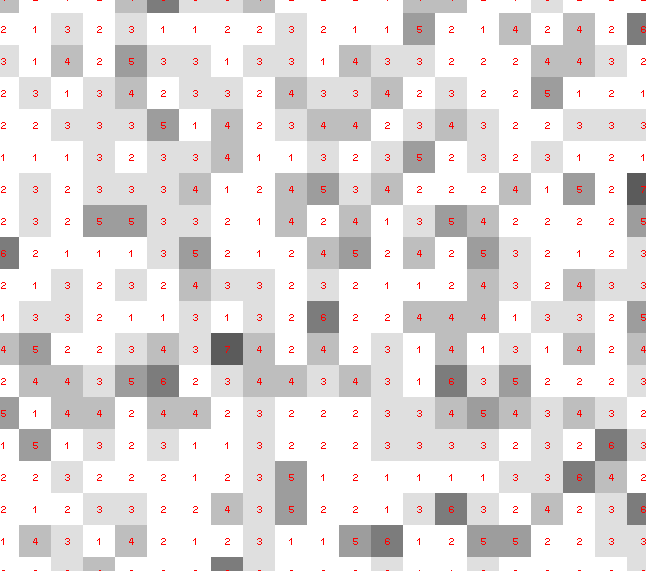 2 1 3 2 3 1 1 2 2 3 2 1 1 5 2 1 4 2 4 2 6
3 1 4 2 5 3 3 1 3 3 1 4 3 3 2 2 2 4 4 3 2
2 3 1 3 4 2 3 3 2 4 3 3 4 2 3 2 2 5 1 2 1
2 2 3 3 3 5 1 4 2 3 4 4 2 3 4 3 2 2 3 3 3
1 1 1 3 2 3 3 4 1 1 3 2 3 5 2 3 2 3 1 2 1
2 3 2 3 3 3 4 1 2 4 5 3 4 2 2 2 4 1 5 2 7
2 3 2 5 5 3 3 2 1 4 2 4 1 3 5 4 2 2 2 2 5
6 2 1 1 1 3 5 2 1 2 4 5 2 4 2 5 3 2 1 2 3
2 1 3 2 3 2 4 3 3 2 3 2 1 1 2 4 3 2 4 3 3
1 3 3 2 1 1 3 1 3 2 6 2 2 4 4 4 1 3 3 2 5
4 5 2 2 3 4 3 7 4 2 4 2 3 1 4 1 3 1 4 2 4
2 4 4 3 5 6 2 3 4 4 3 4 3 1 6 3 5 2 2 2 3
5 1 4 4 2 4 4 2 3 2 2 2 3 3 4 5 4 3 4 3 2
1 5 1 3 2 3 1 1 3 2 2 2 3 3 3 3 2 3 2 6 3
2 2 3 2 2 2 1 2 3 5 1 2 1 1 1 1 3 3 6 4 2
2 1 2 3 3 2 2 4 3 5 2 2 1 3 6 3 2 4 2 3 6
1 4 3 1 4 2 1 2 3 1 1 5 6 1 2 5 5 2 2 3 3